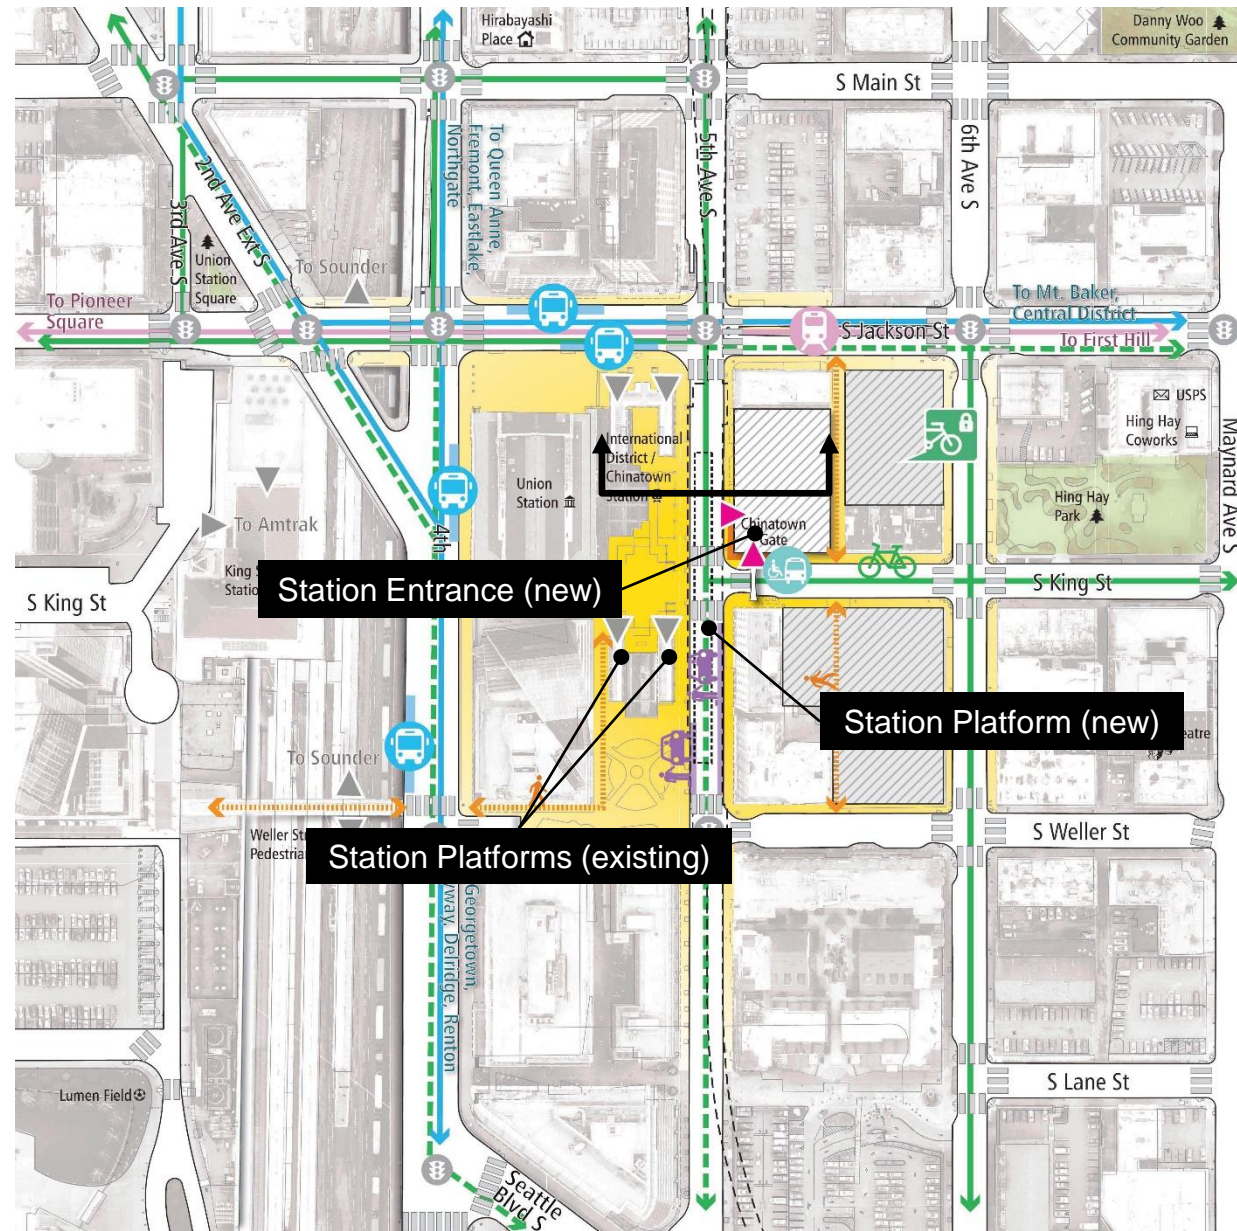 Hirabayashi
Place
Danny Woo
Community Garden
S Main St
To Queen Anne,
Fremont, Eastlake,
Northgate
5th Ave S
6th Ave S
2nd Ave Ext S
3rd Ave S
Union
Station
Square
To Sounder
To Pioneer
Square
To Mt. Baker,
Central District
S Jackson St
To First Hill
USPS
Hing Hay
Coworks
Maynard Ave S
International
District /
Chinatown
Station
Union
Station
Hing Hay
Park
To Amtrak
4th
Chinatown
Gate
King S
Station Entrance (new)
S King St
S King St
Station Platform (new)
To Sounder
Weller St
Pedestrian
Station Platforms (existing)
S Weller St
Georgetown,
Delridge, Renton
S Lane St
Lumen Field
Seattle
Blvd S